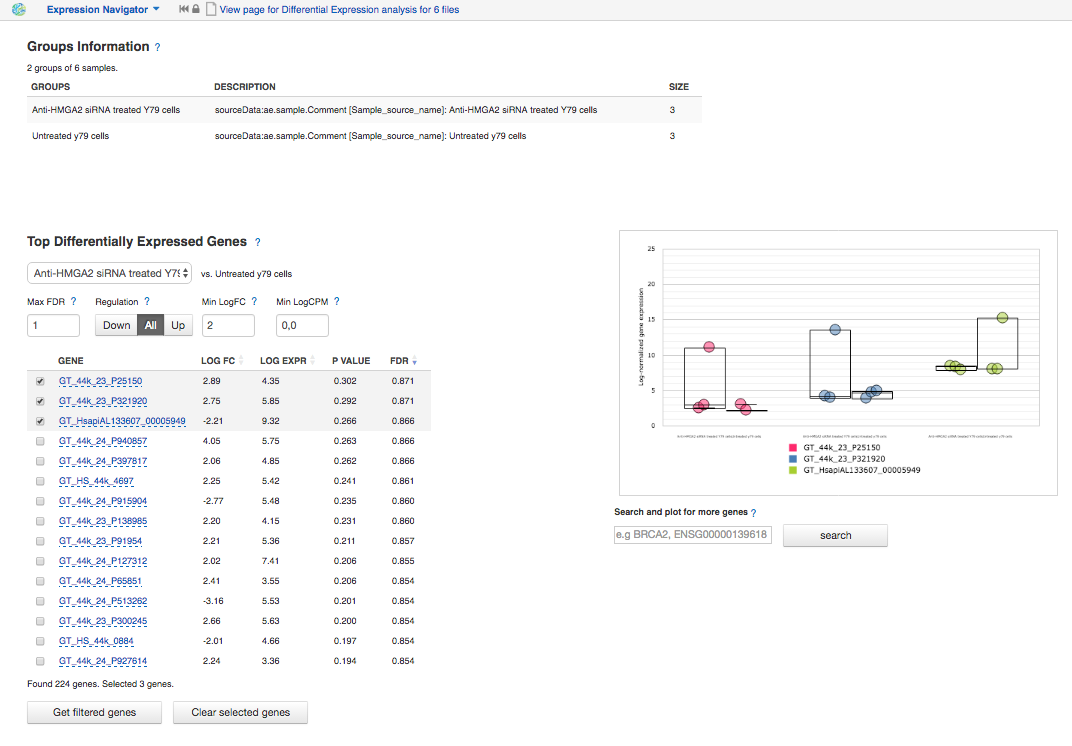 Expression Navigator View page for Differential Expression analysis for 6 files
Groups Information ?
2 groups of 6 samples.
GROUPS DESCRIPTION SIZE
Anti-HMGA2 siRNA treated Y79 cells sourceData:ae.sample.Comment [Sample_source_name]: Anti-HMGA2 siRNA treated Y79 cells 3
Untreated y79 cells sourceData:ae.sample.Comment [Sample_source_name]: Untreated y79 cells 3
Top Differentially Expressed Genes ?
Anti-HMGA2 siRNA treated Y79 vs. Untreated y79 cells
Max FDR ? Regulation ? Min LogFC ? Min LogCPM ?
1 Down All Up 2 0,0
GENE LOG FC LOG EXPR P VALUE FDR
GT_44k_23_P25150 2.89 4.35 0.302 0.871
GT_44k_23_P321920 2.75 5.85 0.292 0.871
GT_HsapiAL133607_00005949 -2.21 9.32 0.266 0.866
GT_44k_24_P940857 4.05 5.75 0.263 0.866
GT_44k_24_P397817 2.06 4.85 0.262 0.866
GT_HS_44k_4697 2.25 5.42 0.241 0.861
GT_44k_24_P915904 -2.77 5.48 0.235 0.860
GT_44k_23_P138985 2.20 4.15 0.231 0.860
GT_44k_23_P91954 2.21 5.36 0.211 0.857
GT_44k_24_P127312 2.02 7.41 0.206 0.855
GT_44k_24_P65851 2.41 3.55 0.206 0.854
GT_44k_24_P513262 -3.16 5.53 0.201 0.854
GT_44k_23_P300245 2.66 5.63 0.200 0.854
GT_HS_44k_0884 -2.01 4.66 0.197 0.854
GT_44k_24_P927614 2.24 3.36 0.194 0.854
Found 224 genes. Selected 3 genes.
Get filtered genes Clear selected genes
Log-normalized gene expression
25
20
15
10
5
0
GT_44k_23_P25150
GT_44k_23_P321920
GT_HsapiAL133607_00005949
Search and plot for more genes ?
e.g BRCA2, ENSG00000139618 search